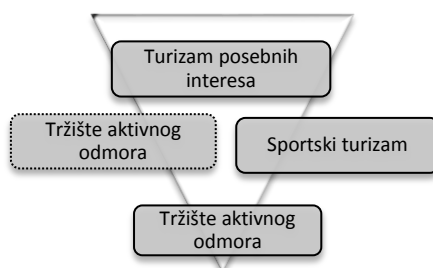 Turizam posebnih
interesa
Tržište aktivnog
odmora
Sportski turizam
Tržište aktivnog
odmora